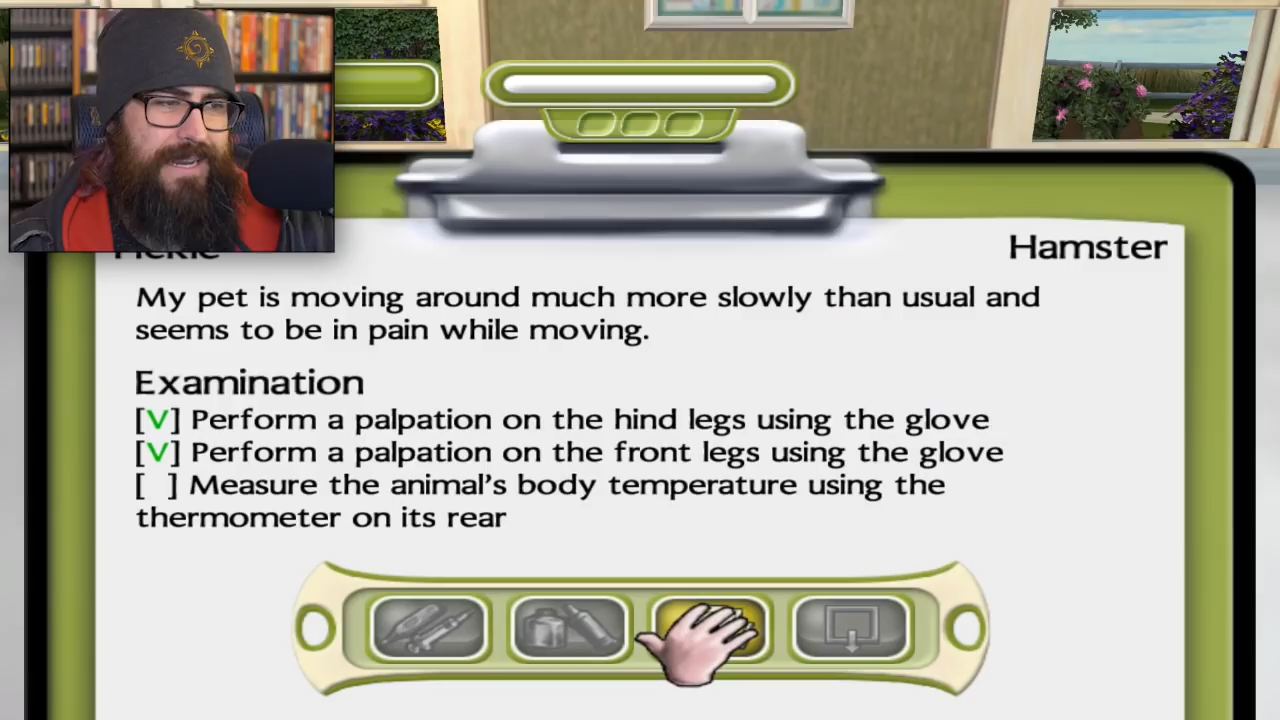 Hamster
My pet is moving around much more slowly than usual and
seems to be in pain while moving.
Examination
[V] Perform a palpation on the hind legs using the glove
[V] Perform a palpation on the front legs using the glove
[ ] Measure the animal's body temperature using the
thermometer on its rear